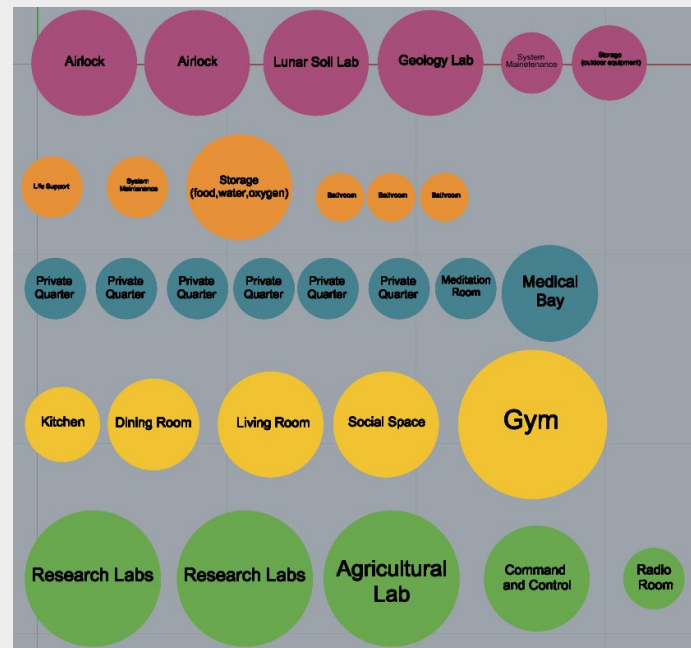 Airlock
Airlock
Lunar Soil Lab
Geology Lab
System
Mainetenance
Storage
(outdoor equipment)
Life Support
System
Maintenance
Storage
(food,water,oxygen)
Bathroom
Bathroom
Bathroom
Private
Quarter
Private
Quarter
Private
Quarter
Private
Quarter
Private
Quarter
Private
Quarter
Meditation
Room
Medical
Bay
Kitchen
Dining Room
Living Room
Social Space
Gym
Research Labs
Research Labs
Agricultural
Lab
Command
and Control
Radio
Room